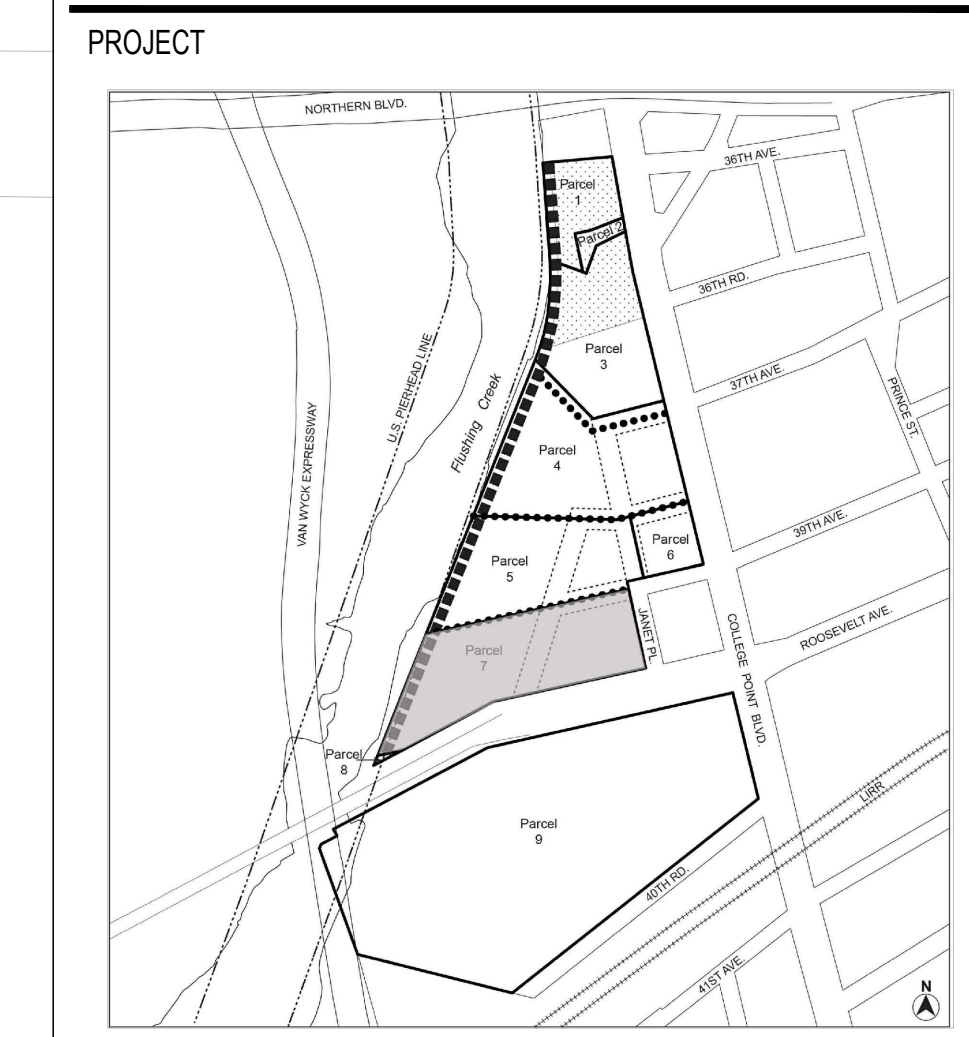 PROJECT
NORTHERN BLVD.
36TH AVE.
Parcel
1
Parcel 2
36TH RD.
U.S. PIERHEAD LINE
Parcel
3
37TH AVE.
PRINCE ST.
Flushing Creek
VAN WYCK EXPRESSWAY
Parcel
4
39TH AVE.
Parcel
5
Parcel
6
JANET PL.
COLLEGE POINT BLVD.
ROOSEVELT AVE.
Parcel
7
Parcel
8
LIRR
Parcel
9
40TH RD.
41ST AVE.
N